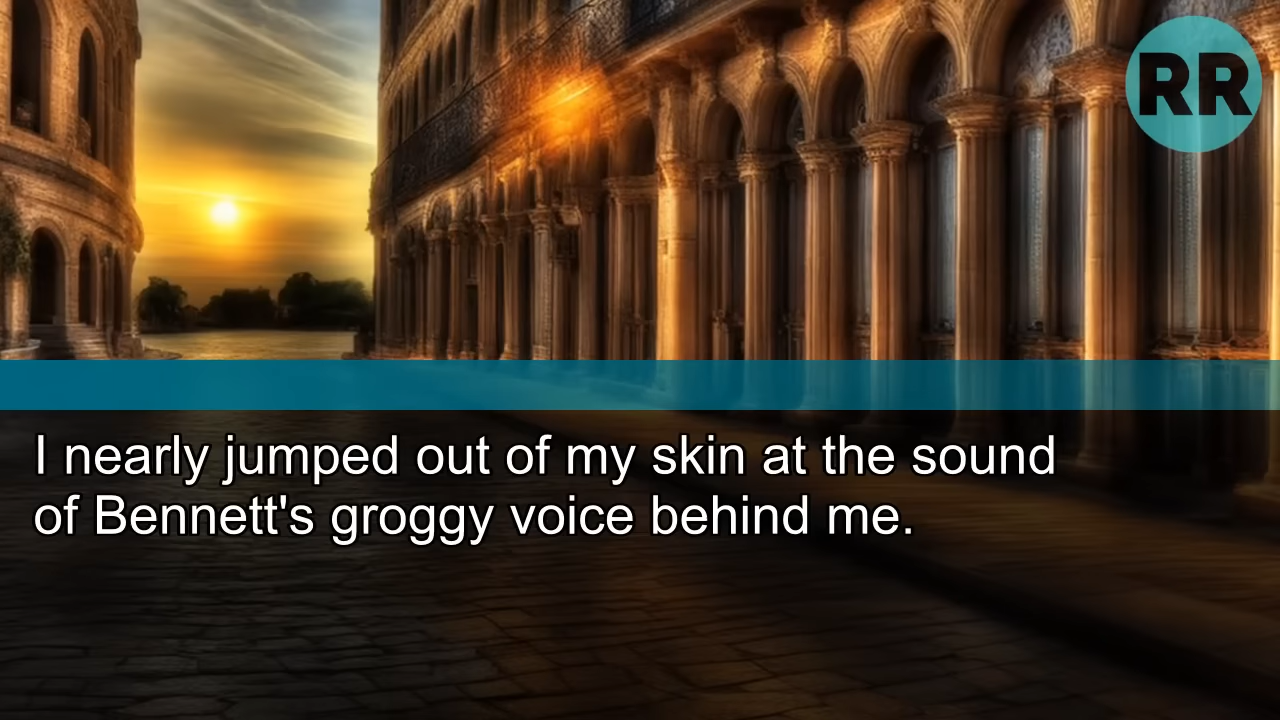 RR
I nearly jumped out of my skin at the sound
of Bennett's groggy voice behind me.